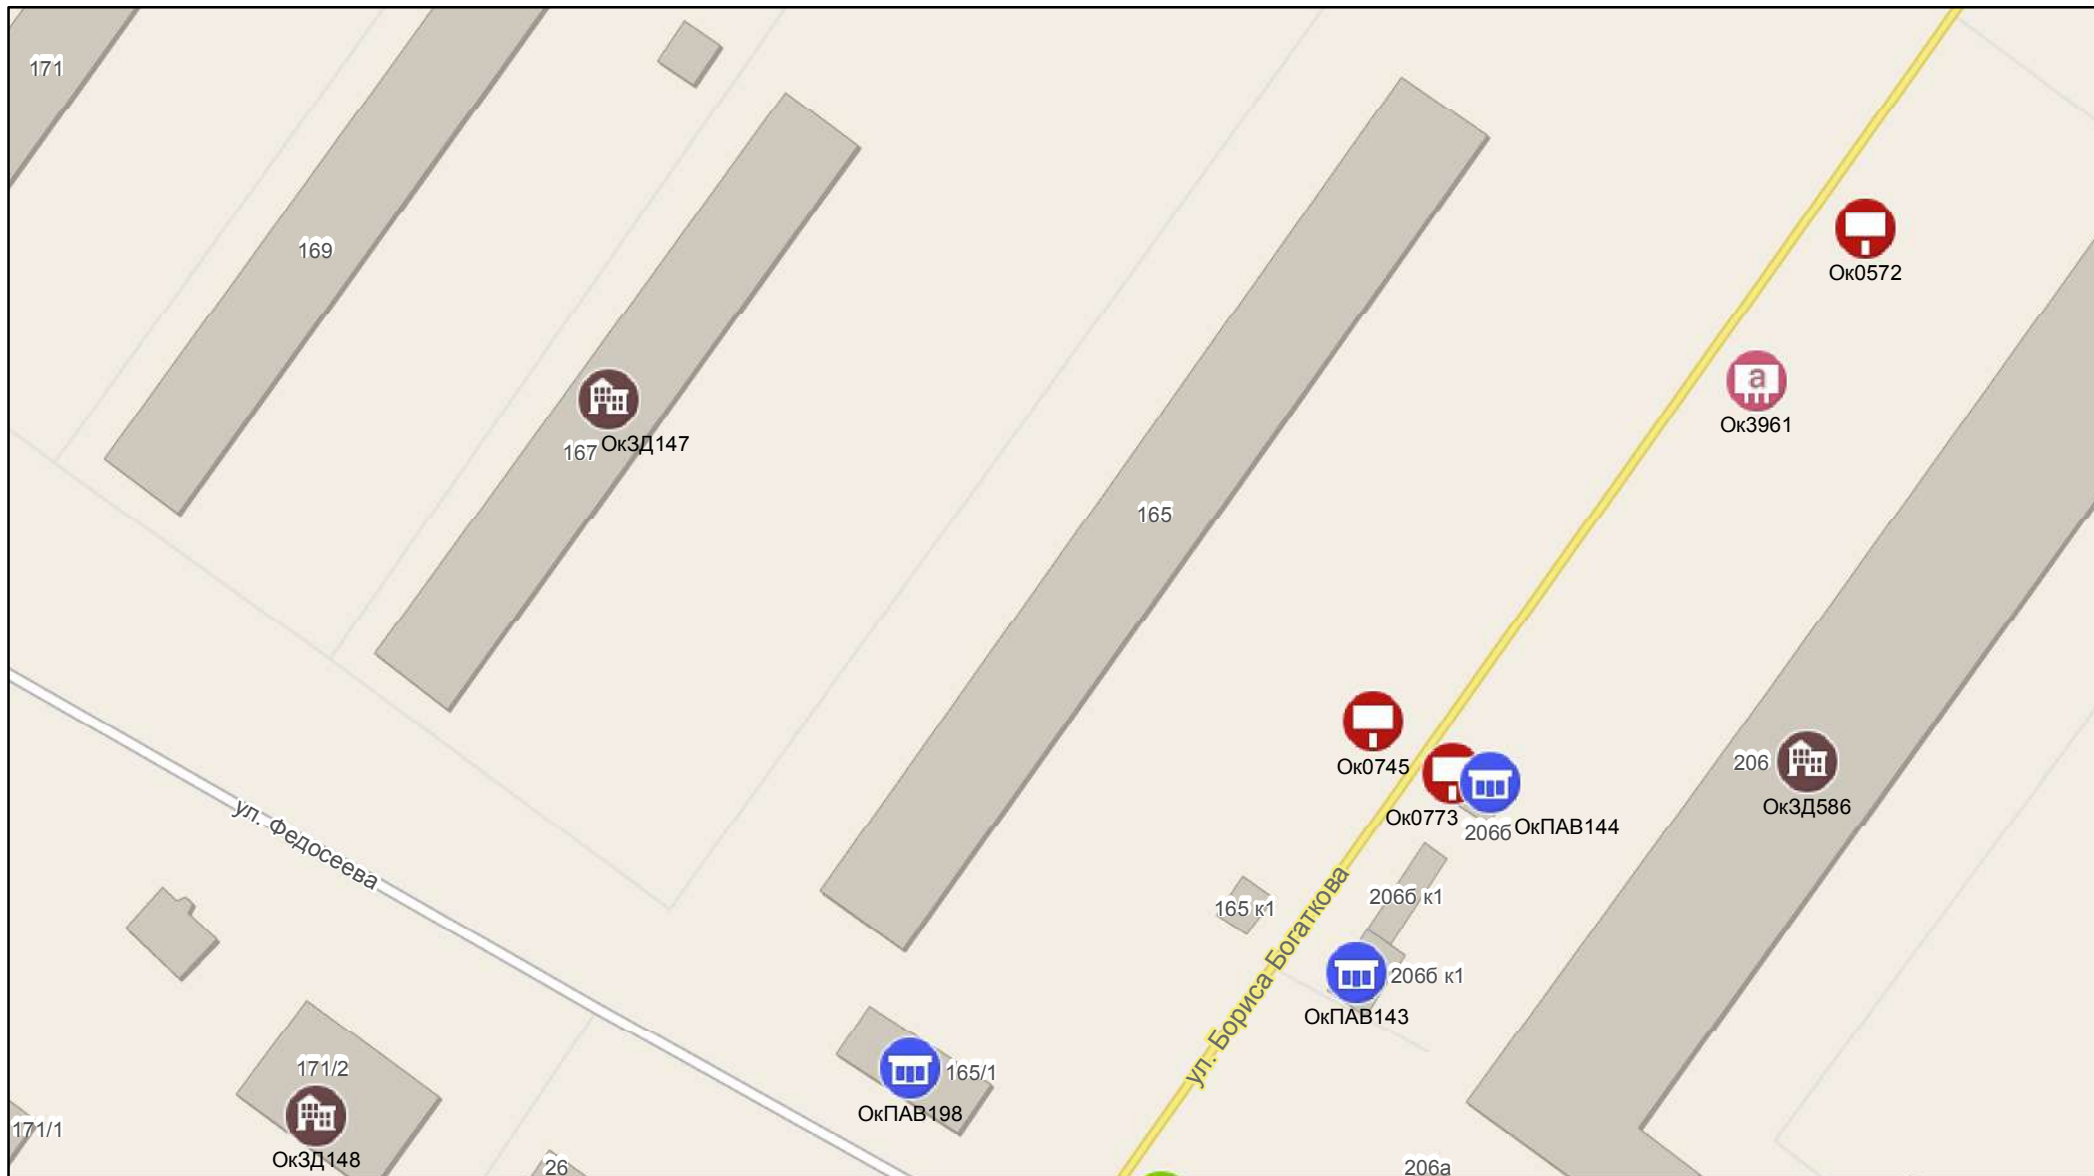 171
169
Ок0572
a
Ок3961
167 ОкЗД147
165
Ок0745
206
Ок0773
206б ОкПАВ144
ОкЗД586
ул. Федосеева
165 к1
206б к1
ул. Бориса Богаткова
206б к1
ОкПАВ143
171/2
165/1
ОкПАВ198
171/1
ОкЗД148
26
206а